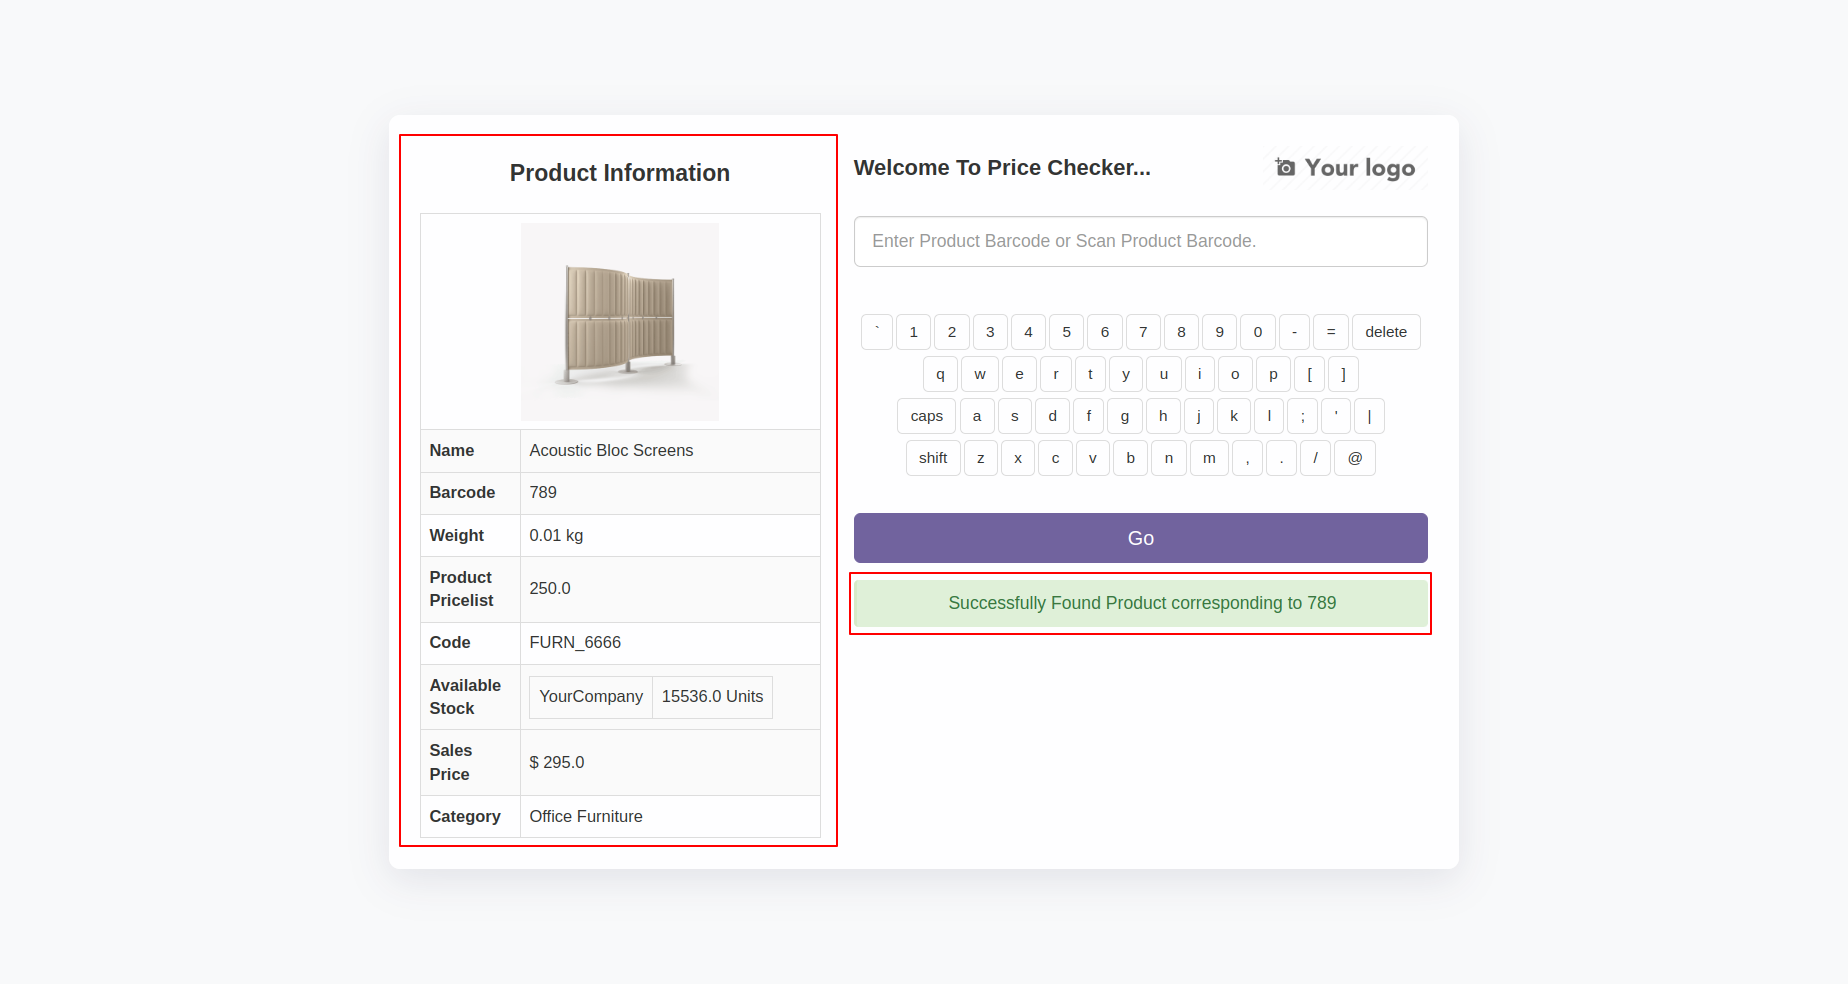 Product Information
Name Acoustic Bloc Screens
Barcode 789
Weight 0.01 kg
Product
Pricelist
250.0
Code FURN_6666
Available
Stock
YourCompany 15536.0 Units
Sales
Price
$ 295.0
Category Office Furniture
Welcome To Price Checker...
Your logo
Enter Product Barcode or Scan Product Barcode.
` 1 2 3 4 5 6 7 8 9 0 - = delete
q w e r t y u i o p [ ]
caps a s d f g h j k l ; ' |
shift z x c v b n m , . / @
Go
Successfully Found Product corresponding to 789